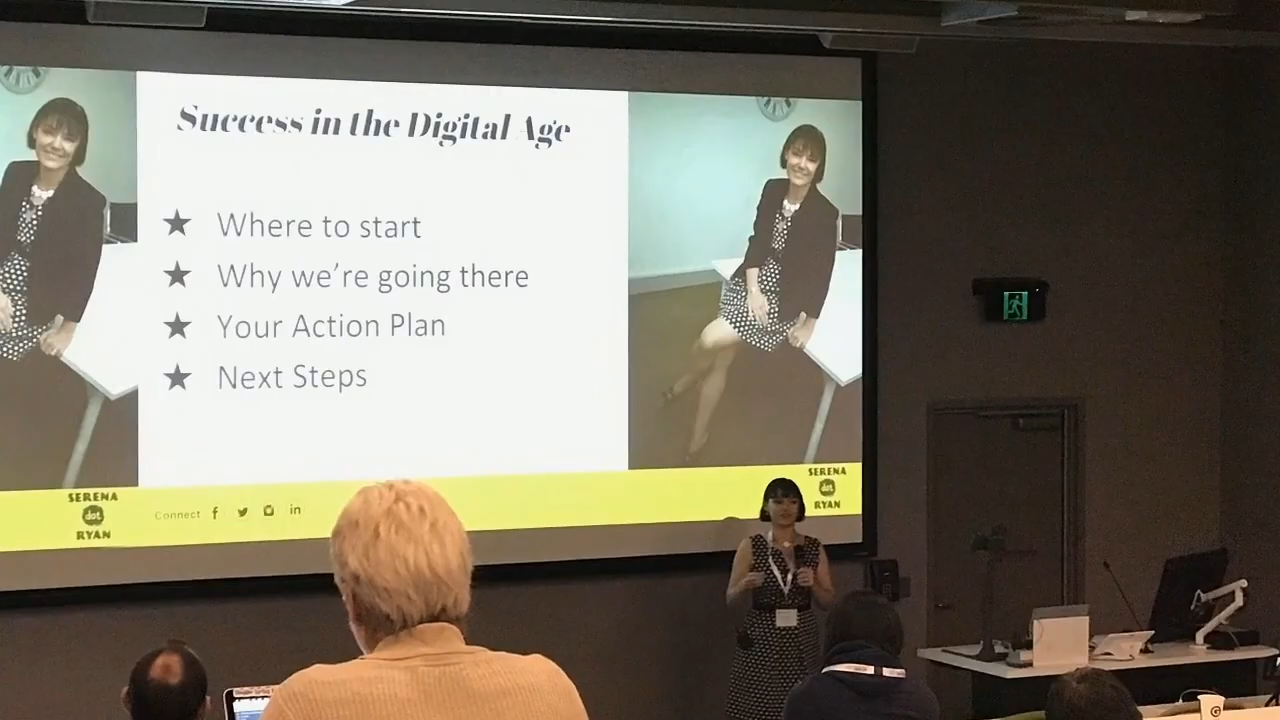 Success in the Digital Age
★ Where to start
★ Why we're going there
★ Your Action Plan
★ Next Steps
SERENA
dot
RYAN
Connect
SERENA
dot
RYAN